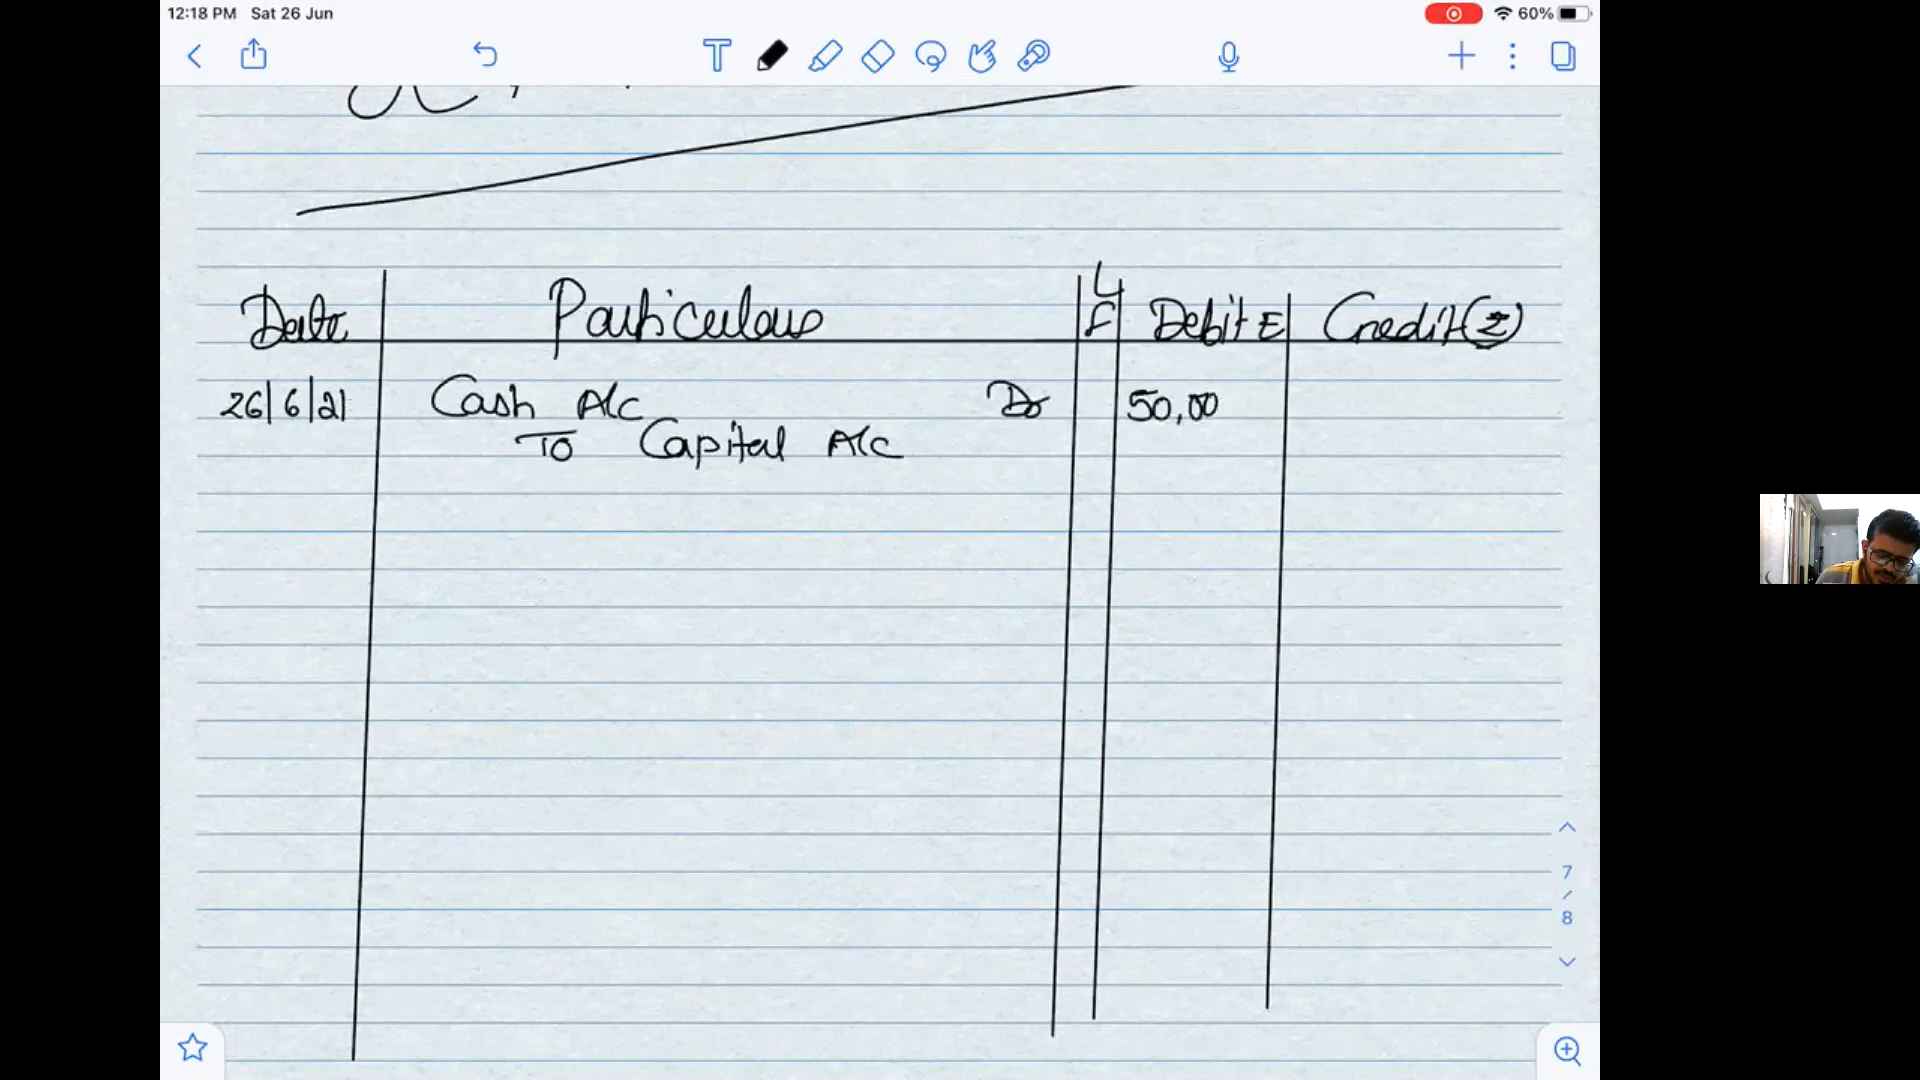 12:18 PM Sat 26 Jun 60%
Date Particulars L F Debit ₹ Credit (₹)
26/6/21 Cash A/c Dr 50,00
To Capital A/c
7
/
8